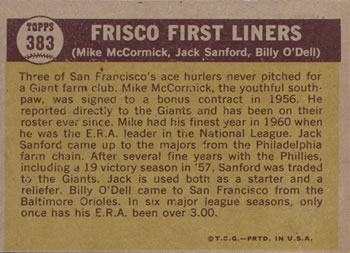 TOPPS
383
FRISCO FIRST LINERS
(Mike McCormick, Jack Sanford, Billy O'Dell)
Three of San Francisco's ace hurlers never pitched for
a Giant farm club. Mike McCormick, the youthful south-
paw, was signed to a bonus contract in 1956. He
reported directly to the Giants and has been on their
roster ever since. Mike had his finest year in 1960 when
he was the E.R.A. leader in the National League. Jack
Sanford came up to the majors from the Philadelphia
farm chain. After several fine years with the Phillies,
including a 19 victory season in '57, Sanford was traded
to the Giants. Jack is used both as a starter and a
reliefer. Billy O'Dell came to San Francisco from the
Baltimore Orioles. In six major league seasons, only
once has his E.R.A. been over 3.00.
©T.C.G.—PRTD. IN U.S.A.